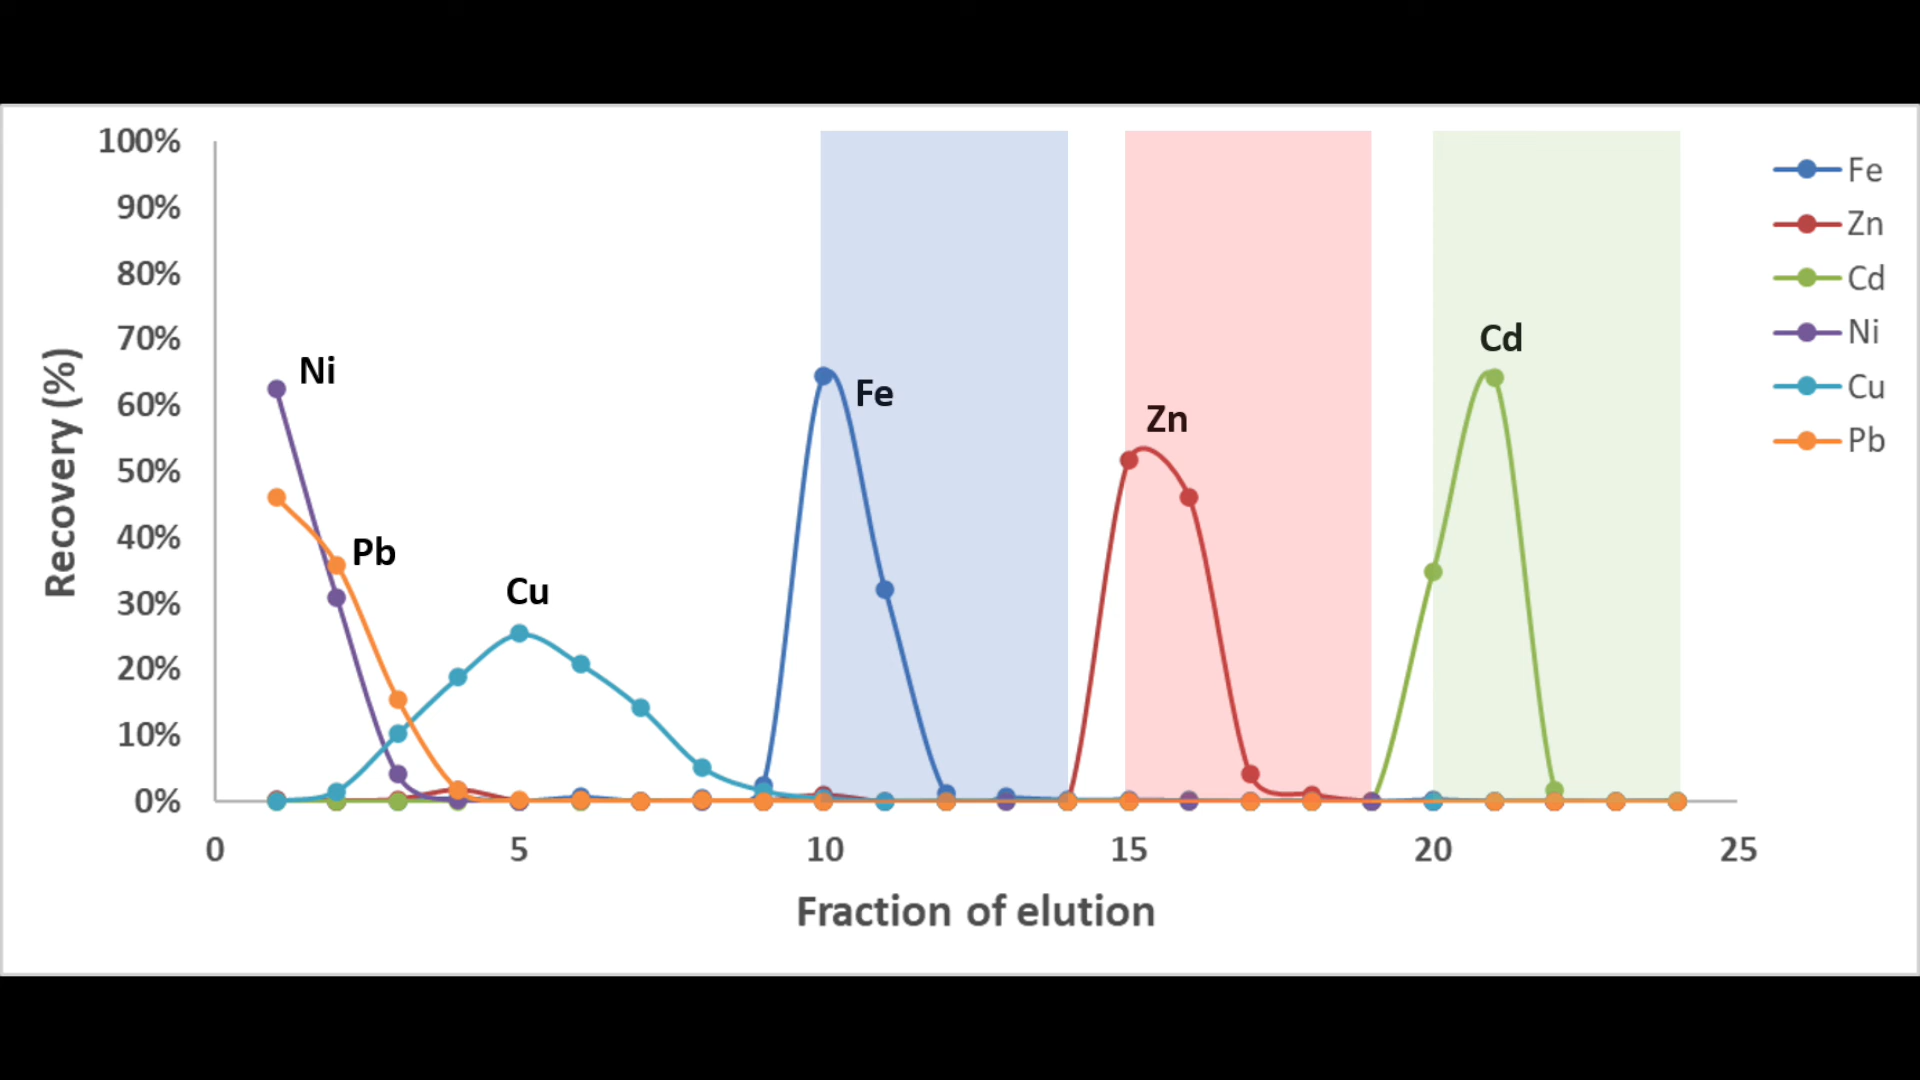 100%
90%
80%
70%
60%
50%
40%
30%
20%
10%
0%
Recovery (%)
0 5 10 15 20 25
Fraction of elution
Ni
Pb
Cu
Fe
Zn
Cd
Fe
Zn
Cd
Ni
Cu
Pb